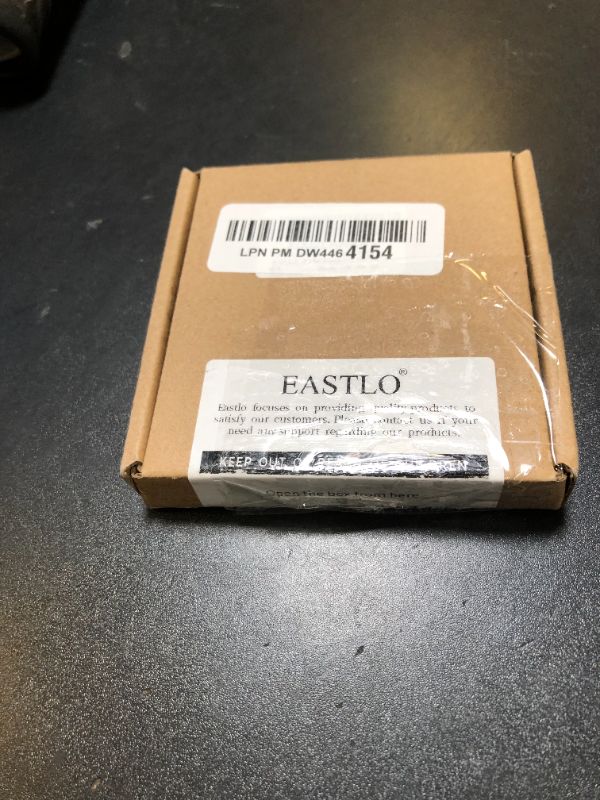 LPN PM DW446 4154
EASTLO®
Eastlo focuses on providing quality products to
satisfy our customers. Please contact us if your
need any support regarding our products.
KEEP OUT OF
Open the box from here